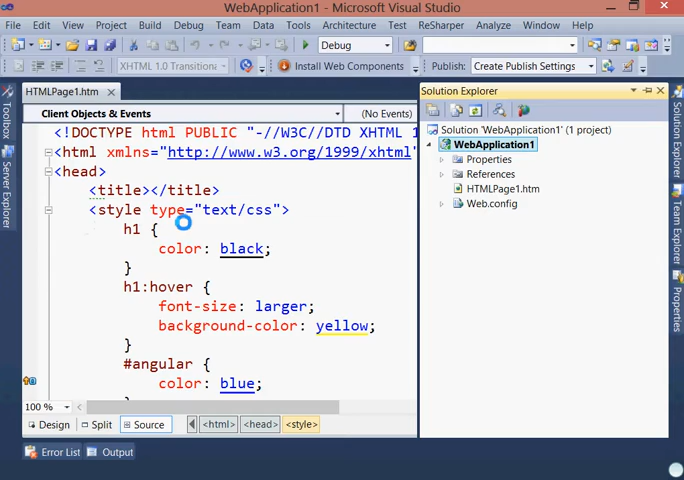 WebApplication1 - Microsoft Visual Studio
File Edit View Project Build Debug Team Data Tools Architecture Test ReSharper Analyze Window Help
Debug
XHTML 1.0 Transition
Install Web Components
Publish: Create Publish Settings
Toolbox
Server Explorer
HTMLPage1.htm
Client Objects & Events
(No Events)
<!DOCTYPE html PUBLIC "-//W3C//DTD XHTML 1
<html xmlns="http://www.w3.org/1999/xhtml"
<head>
<title></title>
<style type="text/css">
h1 {
color: black;
}
h1:hover {
font-size: larger;
background-color: yellow;
}
#angular {
color: blue;
100 %
Design Split Source <html> <head> <style>
Error List Output
Solution Explorer
Solution 'WebApplication1' (1 project)
WebApplication1
Properties
References
HTMLPage1.htm
Web.config
Solution Explorer
Team Explorer
Properties